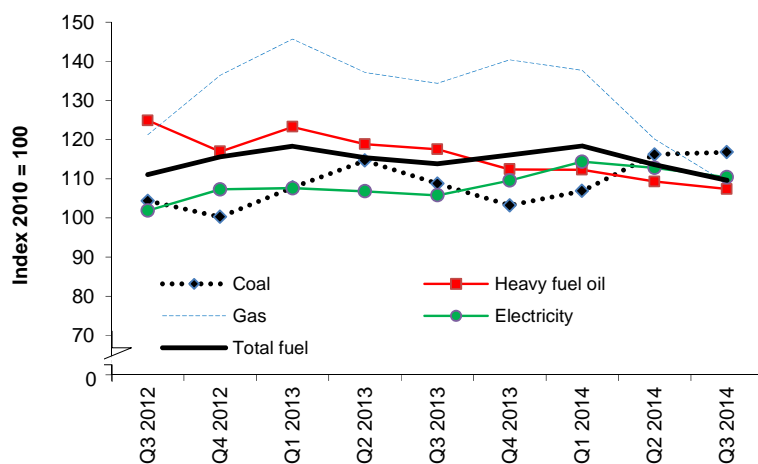 150
140
130
120
110
100
90
80
70
0
Index 2010 = 100
Coal
Heavy fuel oil
Gas
Electricity
Total fuel
Q3 2012
Q4 2012
Q1 2013
Q2 2013
Q3 2013
Q4 2013
Q1 2014
Q2 2014
Q3 2014